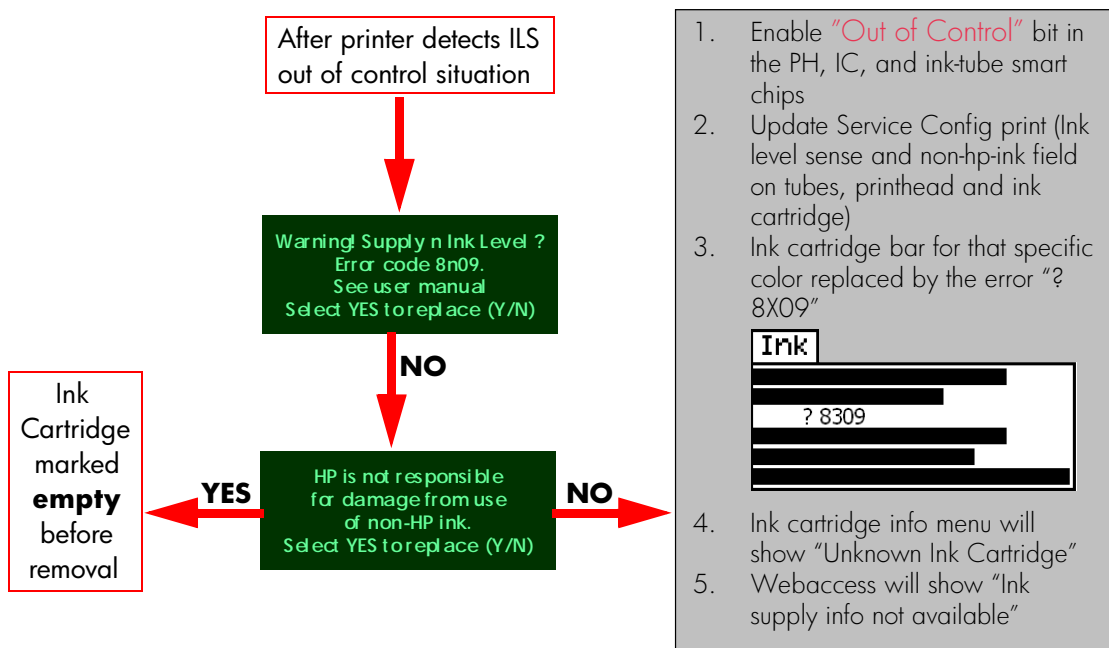 After printer detects ILS
out of control situation
Warning! Supply n Ink Level ?
Error code 8n09.
See user manual
Select YES to replace (Y/N)
NO
Ink
Cartridge
marked
empty
before
removal
YES
HP is not responsible
for damage from use
of non-HP ink.
Select YES to replace (Y/N)
NO
1. Enable "Out of Control" bit in
the PH, IC, and ink-tube smart
chips
2. Update Service Config print (Ink
level sense and non-hp-ink field
on tubes, printhead and ink
cartridge)
3. Ink cartridge bar for that specific
color replaced by the error “?
8X09”
Ink
? 8309
4. Ink cartridge info menu will
show “Unknown Ink Cartridge”
5. Webaccess will show “Ink
supply info not available”